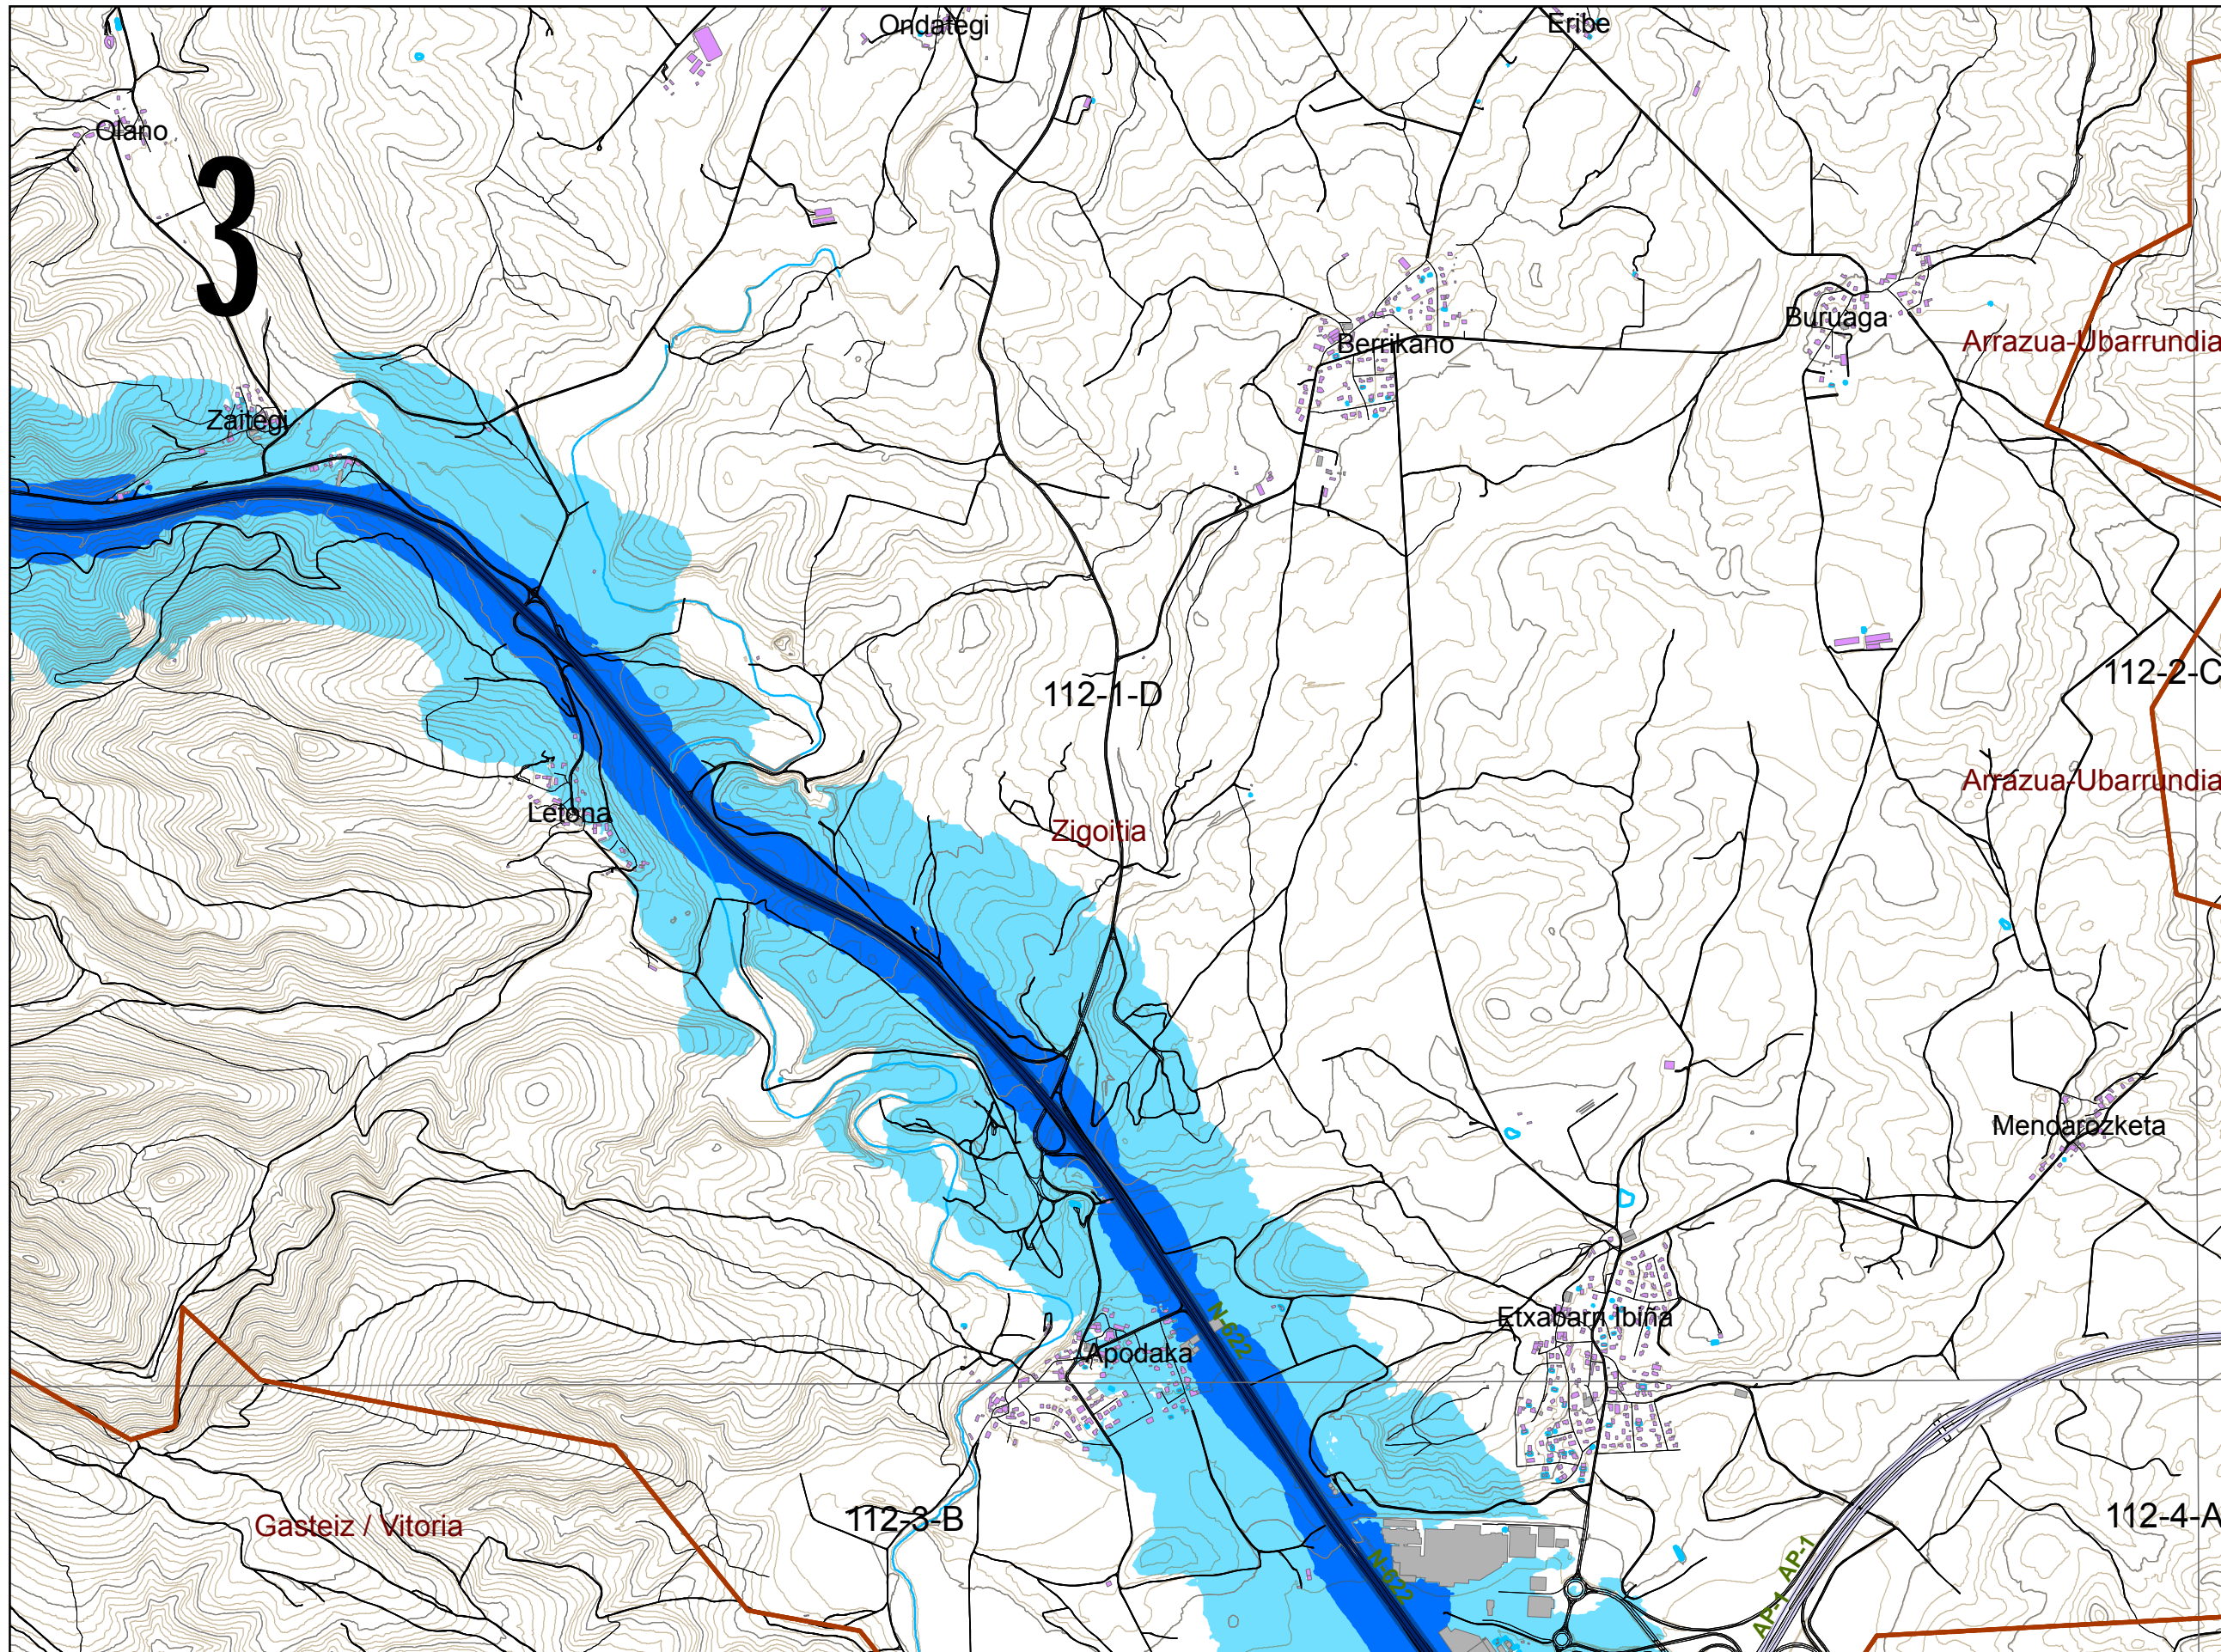 Ondategi
Eribe
Olano
3
Buruaga
Berrikano
Arrazua-Ubarrundia
Zaitegi
112-2-C
112-1-D
Arrazua-Ubarrundia
Letona
Zigoitia
Mendarozketa
Etxabarri Ibiña
N-622
Apodaka
112-3-B
112-4-A
Gasteiz / Vitoria
N-622
AP-1
AP-1